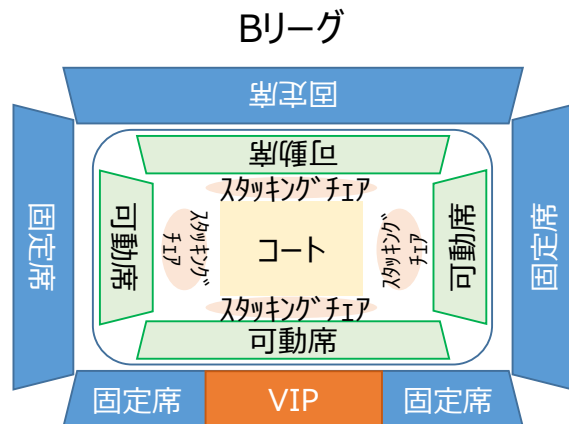 Bリーグ
固定席
可動席
スタッキングチェア
固定席
可動席
スタッキング
チェア
コート
スタッキング
チェア
可動席
固定席
スタッキングチェア
可動席
固定席
VIP
固定席